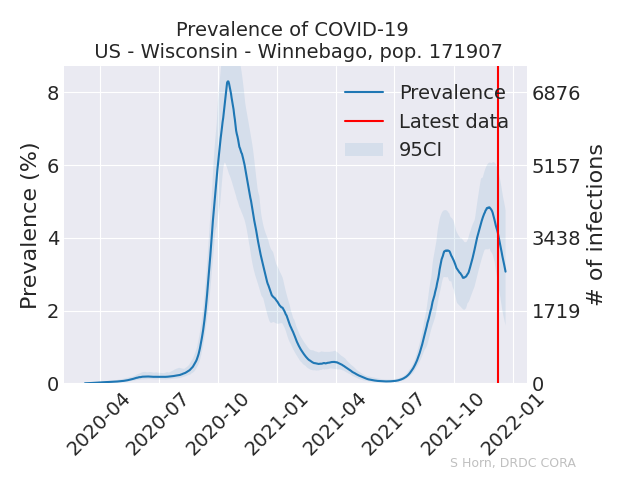 Prevalence of COVID-19
US - Wisconsin - Winnebago, pop. 171907
Prevalence
Latest data
95CI
Prevalence (%)
8
6
4
2
0
6876
5157
3438
1719
0
# of infections
2020-04
2020-07
2020-10
2021-01
2021-04
2021-07
2021-10
2022-01
S Horn, DRDC CORA